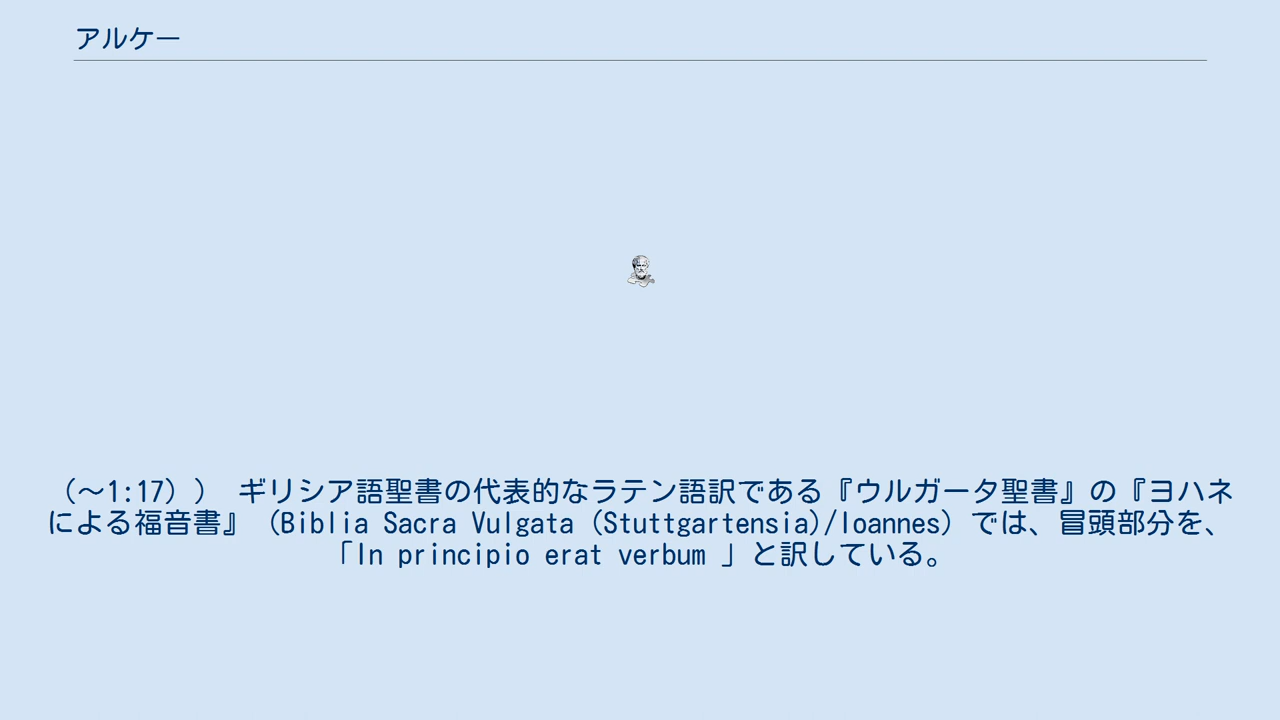 アルケー
（～1:17）） ギリシア語聖書の代表的なラテン語訳である『ウルガータ聖書』の『ヨハネ
による福音書』（Biblia Sacra Vulgata (Stuttgartensia)/Ioannes）では、冒頭部分を、
「In principio erat verbum 」と訳している。